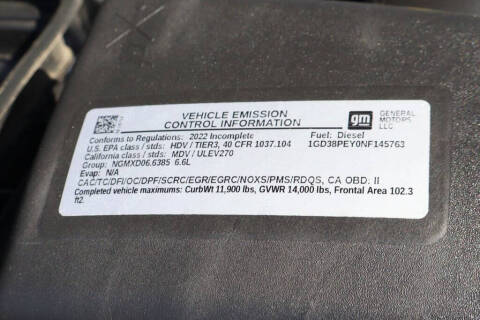 VEHICLE EMISSION
CONTROL INFORMATION
gm
GENERAL
MOTORS
LLC
Conforms to Regulations: 2022 Incomplete Fuel: Diesel
U.S. EPA class / stds: HDV / TIER3, 40 CFR 1037.104 1GD38PEY0NF145763
California class / stds: MDV / ULEV270
Group: NGMXD06.6385 6.6L
Evap: N/A
CAC/TC/DFI/OC/DPF/SCRC/EGR/EGRC/NOXS/PMS/RDQS, CA OBD: II
Completed vehicle maximums: CurbWt 11,900 lbs, GVWR 14,000 lbs, Frontal Area 102.3
ft2.